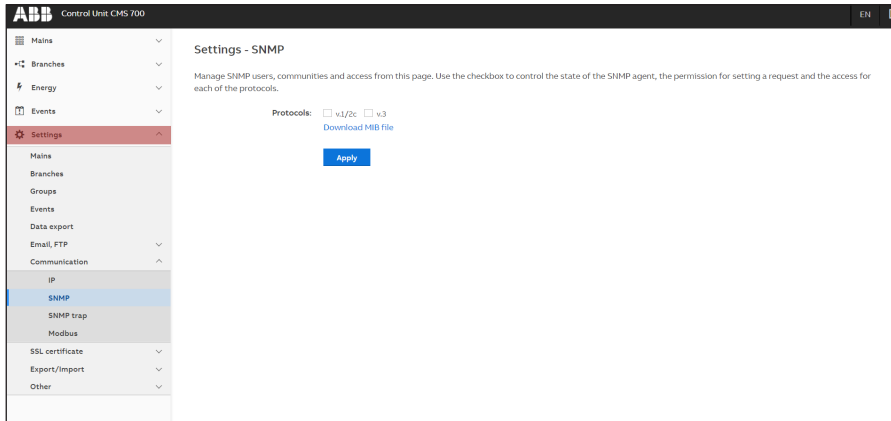 ABB Control Unit CMS 700
EN
Mains
Branches
Energy
Events
Settings
Mains
Branches
Groups
Events
Data export
Email, FTP
Communication
IP
SNMP
SNMP trap
Modbus
SSL certificate
Export/Import
Other
Settings - SNMP
Manage SNMP users, communities and access from this page. Use the checkbox to control the state of the SNMP agent, the permission for setting a request and the access for
each of the protocols.
Protocols: v.1/2c v.3
Download MIB file
Apply